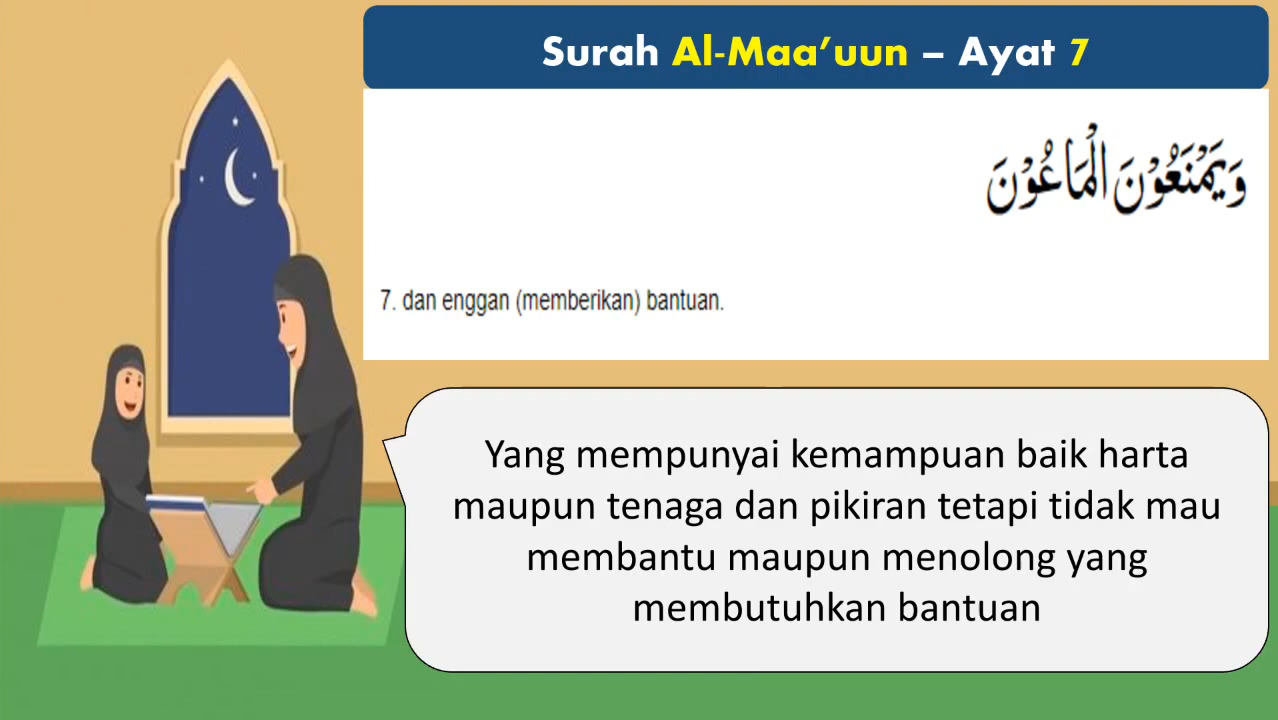 Surah Al-Maa'uun – Ayat 7
وَيَمْنَعُوْنَ الْمَاعُوْنَ
7. dan enggan (memberikan) bantuan.
Yang mempunyai kemampuan baik harta
maupun tenaga dan pikiran tetapi tidak mau
membantu maupun menolong yang
membutuhkan bantuan